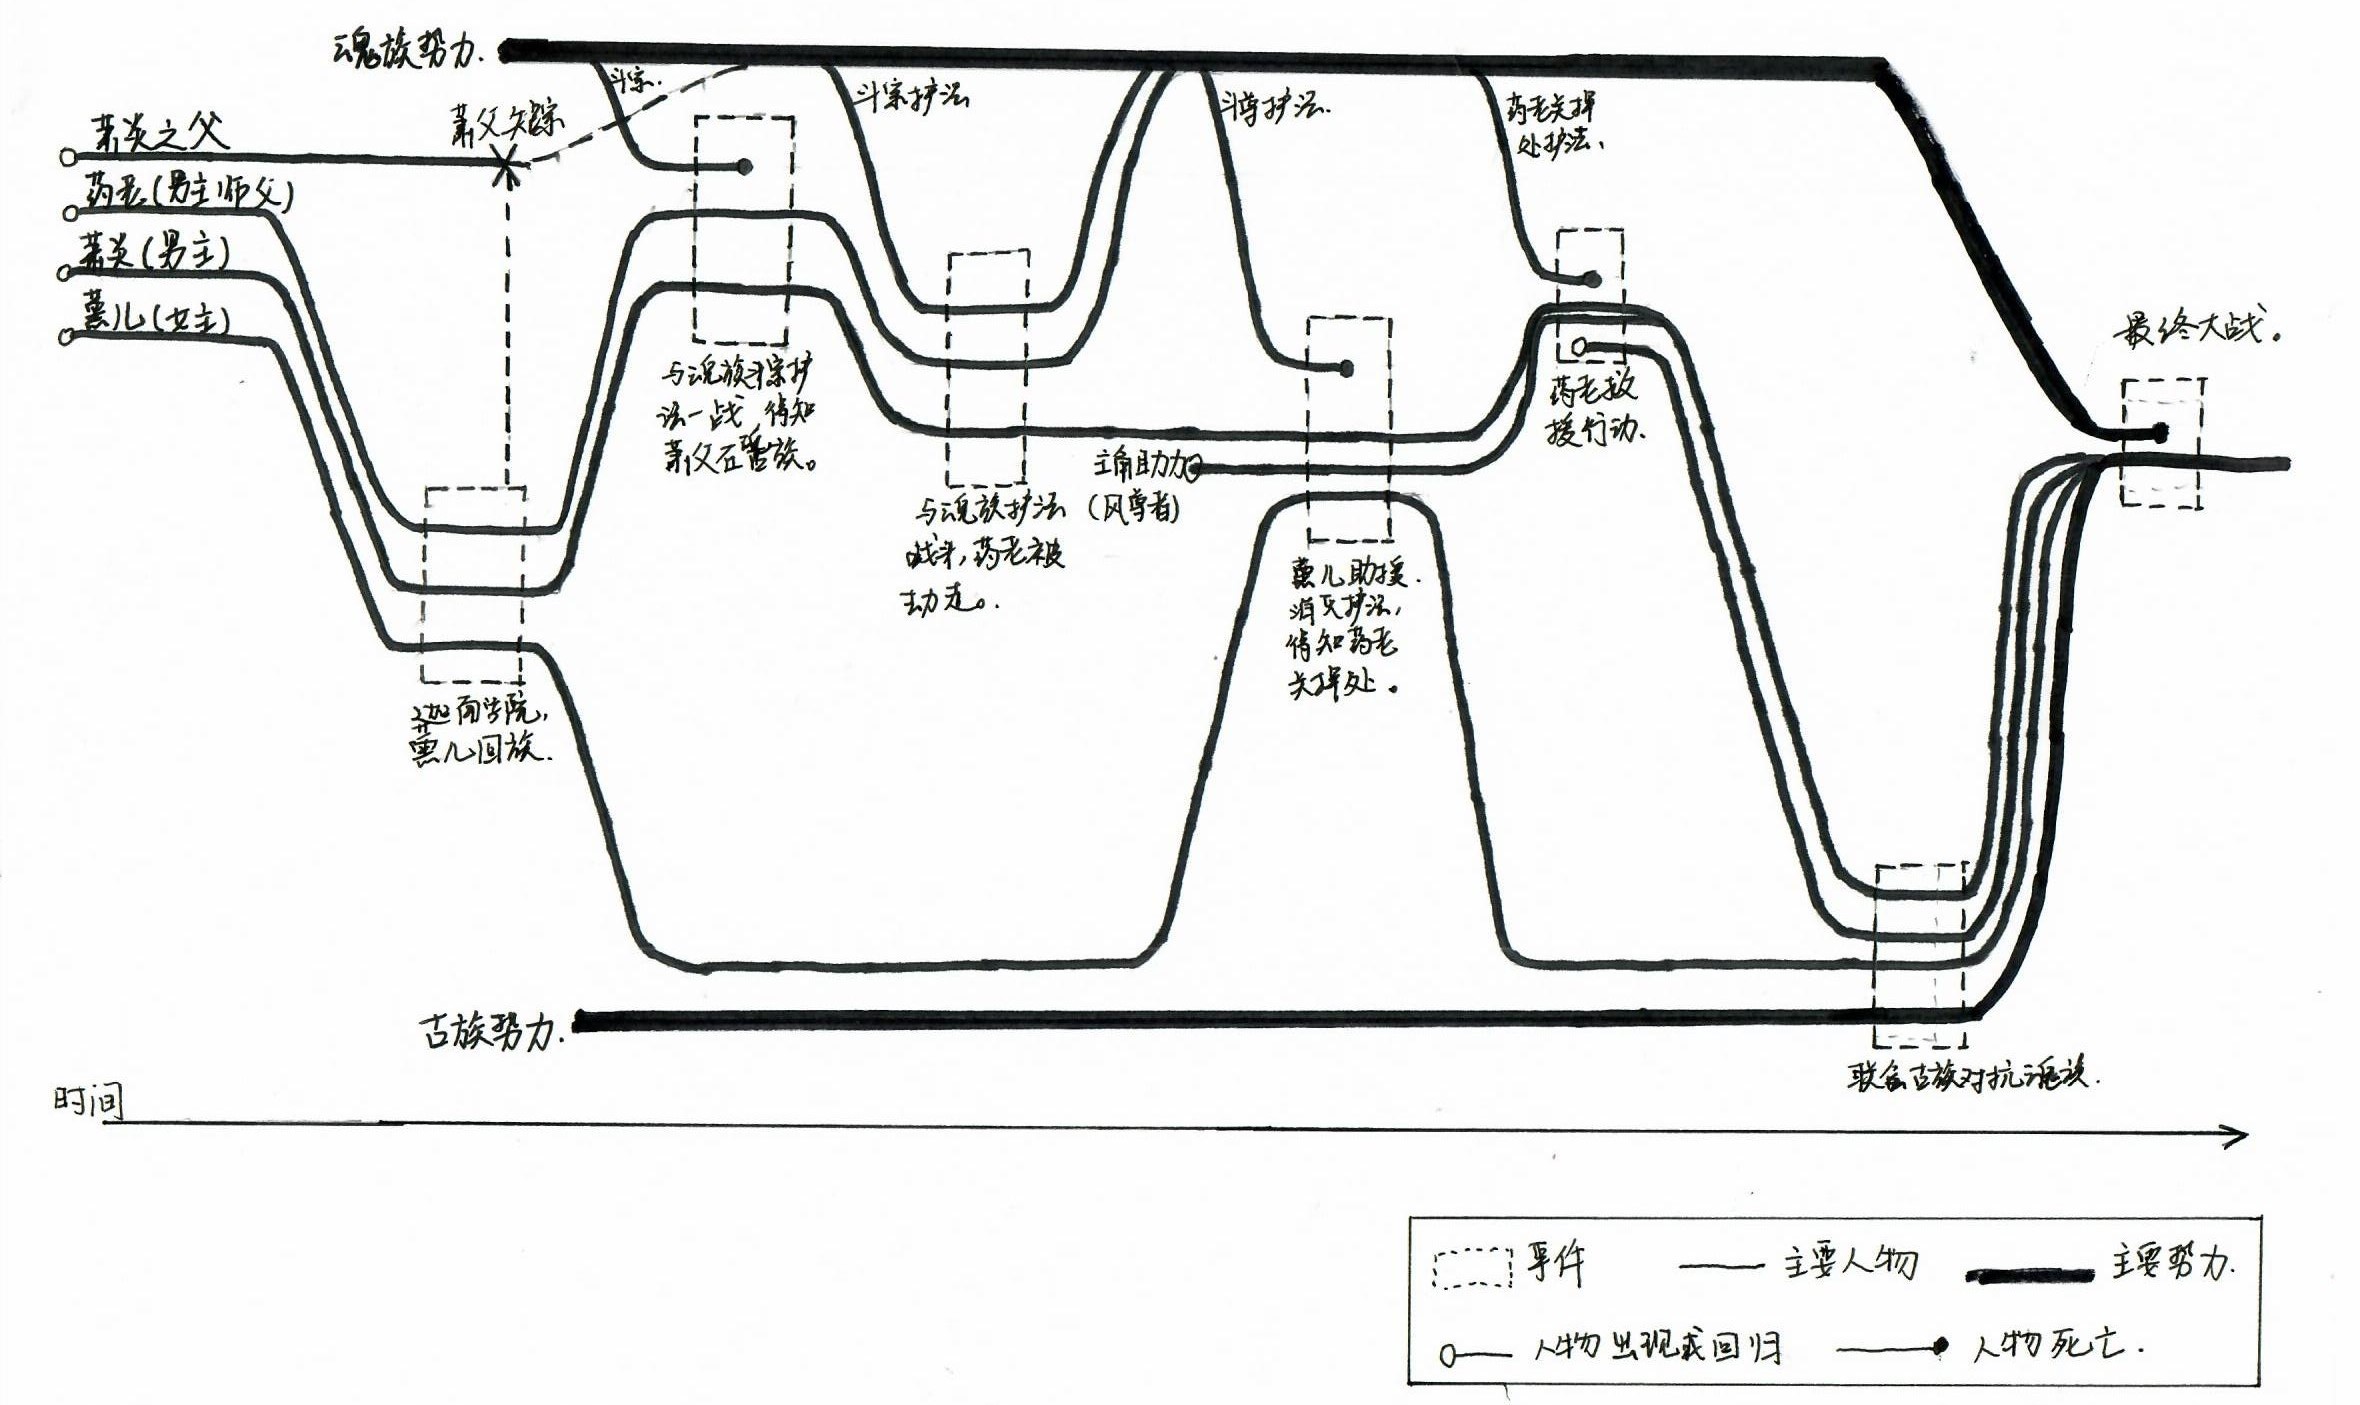 魂族势力.
斗宗.
萧父失踪
斗宗护法
斗尊护法.
药老关押
处护法、
萧炎之父
药老(男主师父)
萧炎(男主)
薰儿(女主)
最终大战。
与魂族斗宗护
法一战 得知
萧父在魂族。
药老救
援行动.
主角助力
(风尊者)
与魂族护法
战斗,药老被
劫走。
薰儿助援.
消灭护法,
得知药老
关押处。
迦南学院,
薰儿回族.
古族势力.
联合古族对抗魂族.
时间
事件
主要人物
主要势力.
人物出现或回归
人物死亡.